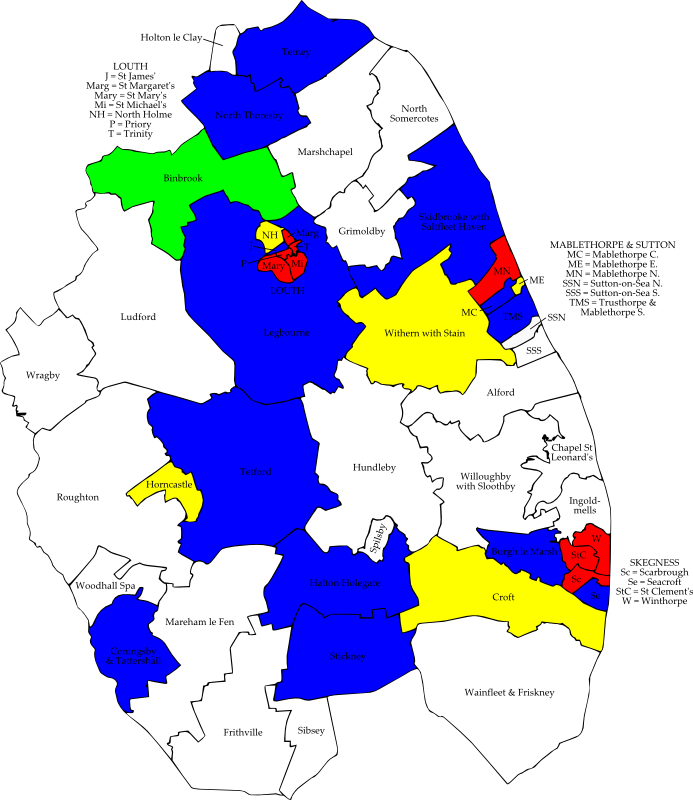 Holton le Clay
Tetney
LOUTH
J = St James'
Marg = St Margaret's
Mary = St Mary's
Mi = St Michael's
NH = North Holme
P = Priory
T = Trinity
North Thoresby
North
Somercotes
Marshchapel
Binbrook
Grimoldby
Saltfleetby with
NH
Marg
Mary
Mi
LOUTH
MABLETHORPE & SUTTON
MC = Mablethorpe C.
ME = Mablethorpe E.
MN = Mablethorpe N.
SSN = Sutton-on-Sea N.
SSS = Sutton-on-Sea S.
TMS = Trusthorpe &
Mablethorpe S.
MN
ME
MC
TMS
SSN
SSS
Ludford
Legbourne
Withern with Stain
Wragby
Alford
Chapel St
Leonard's
Hundleby
Willoughby
with Sloothby
Tetford
Horncastle
Roughton
Ingold-
mells
Spilsby
W
StC
Sc
Se
Burgh le Marsh
SKEGNESS
Sc = Scarbrough
Se = Seacroft
StC = St Clement's
W = Winthorpe
Woodhall Spa
Halton Holegate
Croft
Mareham le Fen
Coningsby
& Tattershall
Stickney
Wainfleet & Friskney
Frithville
Sibsey